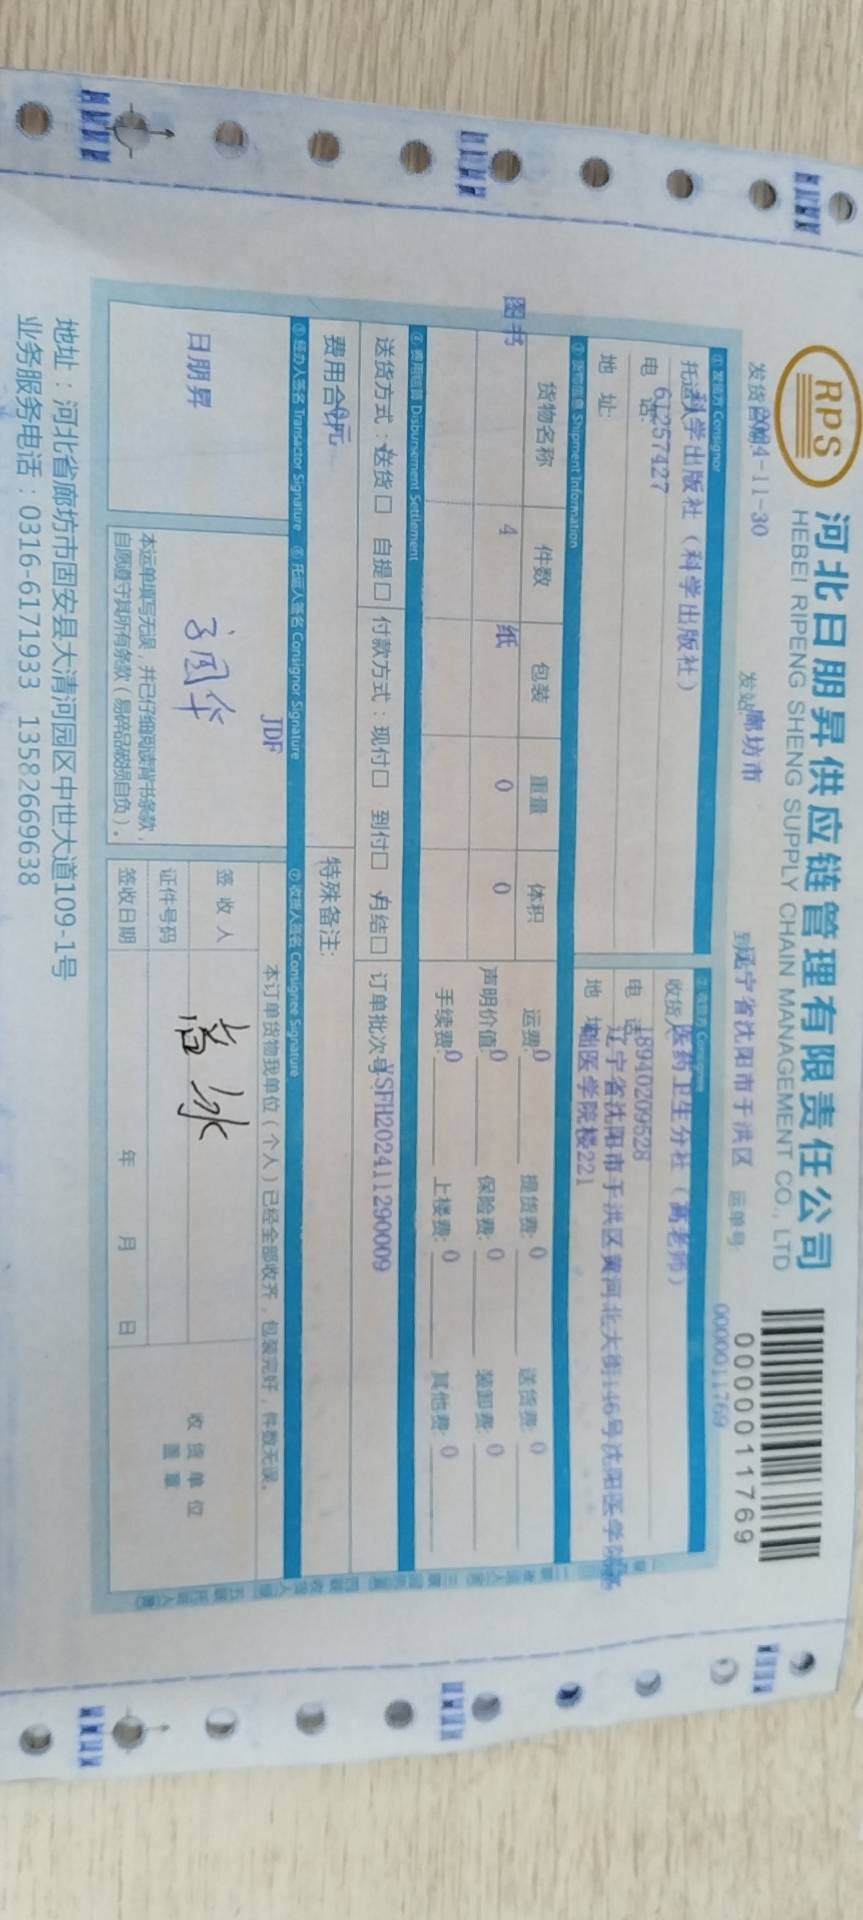 RPS
河北日朋昇供应链管理有限责任公司
HEBEI RIPENG SHENG SUPPLY CHAIN MANAGEMENT CO., LTD
0000011769
发货日期: 2024-11-30 发站: 廊坊市 到 辽宁省沈阳市于洪区 运单号: 0000011769
① 发货方 Consignor ② 收货方 Consignee
托运人 科学出版社（科学出版社） 收货人 医药卫生分社（高老师）
电 话: 61257427 电 话 18940209528
地 址: 地 址 辽宁省沈阳市于洪区黄河北大街146号沈阳医学院基
础医学院楼221
③ 货物信息 Shipment Information
货物名称 件数 包装 重量 体积 运费: 0 提货费: 0 送货费: 0
图书 4 纸 0 0 声明价值: 0 保险费: 0 装卸费: 0
手续费: 0 上楼费: 0 其他费: 0
④ 费用结算 Disbursement Settlement
送货方式: 送货□ 自提□ 付款方式: 现付□ 到付□ 月结□ 订单批次号 YSFH202411290009
费用合计: 0元 特殊备注:
⑤ 经办人签名 Transactor Signature ⑥ 托运人签名 Consignor Signature ⑦ 收货人签名 Consignee Signature
JDF 本订单货物我单位（个人）已经全部收齐，包装完好，件数无误。
日朋昇 国华 签收人 高冰 收货单位
证件号码 盖章
本运单填写无误，并已仔细阅读背书条款，
自愿遵守其所有条款（易碎品破损自负）。 签收日期 年 月 日
地址：河北省廊坊市固安县大清河园区中世大道109-1号
业务服务电话：0316-6171933 13582669638